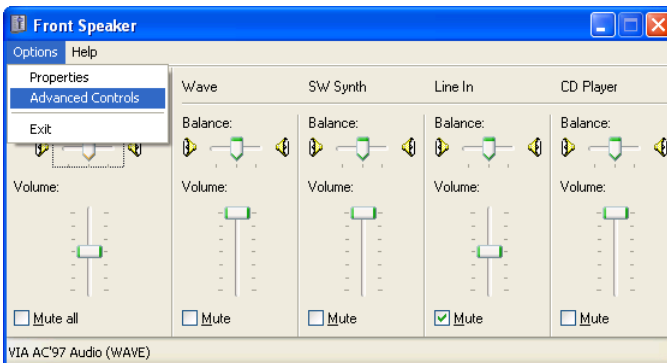 Front Speaker
Options Help
Properties
Advanced Controls
Exit
Wave SW Synth Line In CD Player
Balance: Balance: Balance: Balance:
Volume: Volume: Volume: Volume: Volume:
Mute all Mute Mute Mute Mute
VIA AC'97 Audio (WAVE)